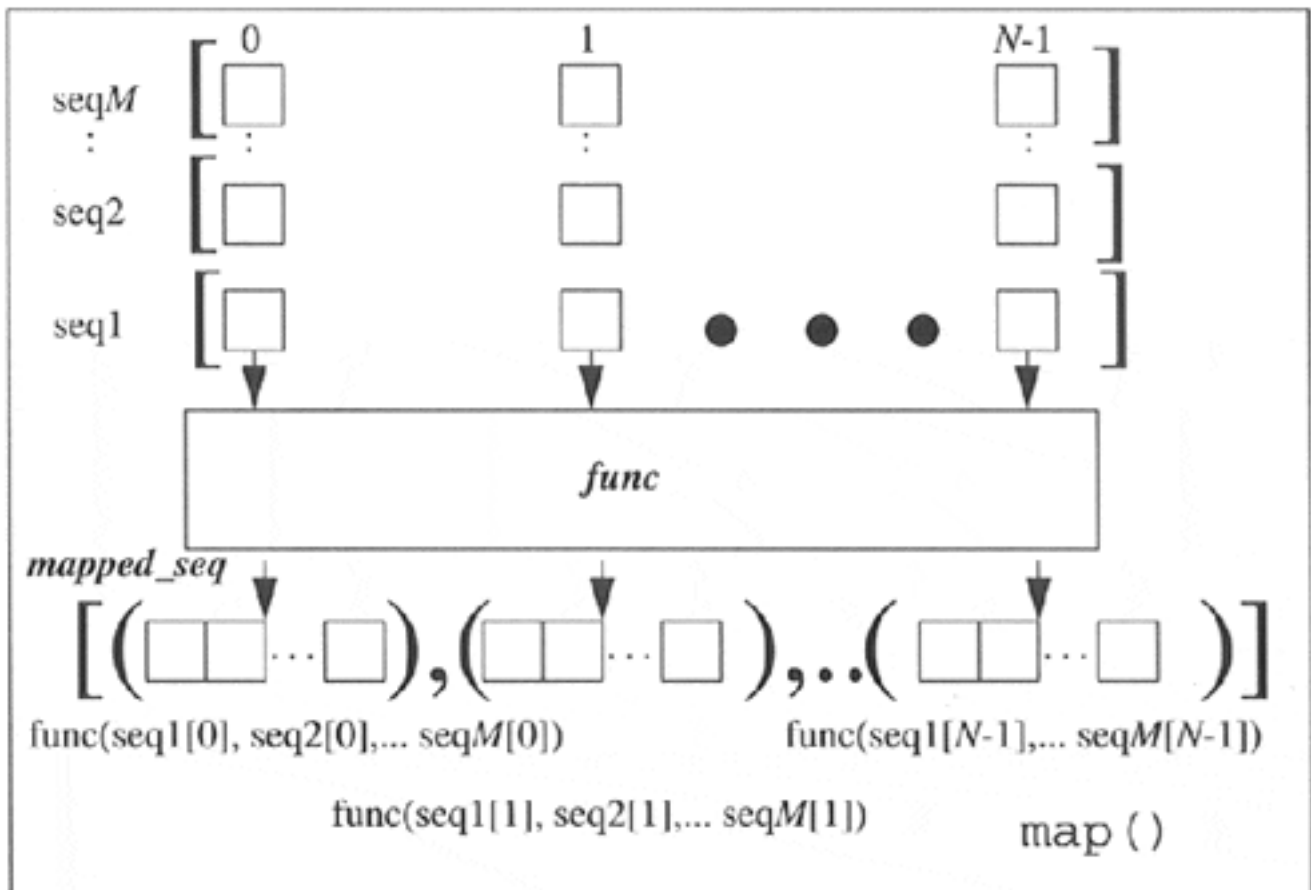 0 1 N-1
seqM
⋮ ⋮ ⋮ ⋮
seq2
seq1 ● ● ●
func
mapped_seq
[( ... ),( ... ),..( ... )]
func(seq1[0], seq2[0],... seqM[0]) func(seq1[N-1],... seqM[N-1])
func(seq1[1], seq2[1],... seqM[1])
map()